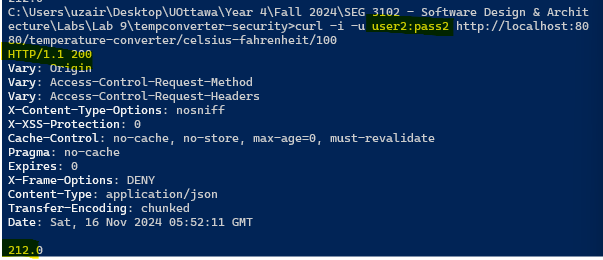 C:\Users\uzair\Desktop\UOttawa\Year 4\Fall 2024\SEG 3102 - Software Design & Archit
ecture\Labs\Lab 9\tempconverter-security>curl -i -u user2:pass2 http://localhost:80
80/temperature-converter/celsius-fahrenheit/100
HTTP/1.1 200
Vary: Origin
Vary: Access-Control-Request-Method
Vary: Access-Control-Request-Headers
X-Content-Type-Options: nosniff
X-XSS-Protection: 0
Cache-Control: no-cache, no-store, max-age=0, must-revalidate
Pragma: no-cache
Expires: 0
X-Frame-Options: DENY
Content-Type: application/json
Transfer-Encoding: chunked
Date: Sat, 16 Nov 2024 05:52:11 GMT
212.0